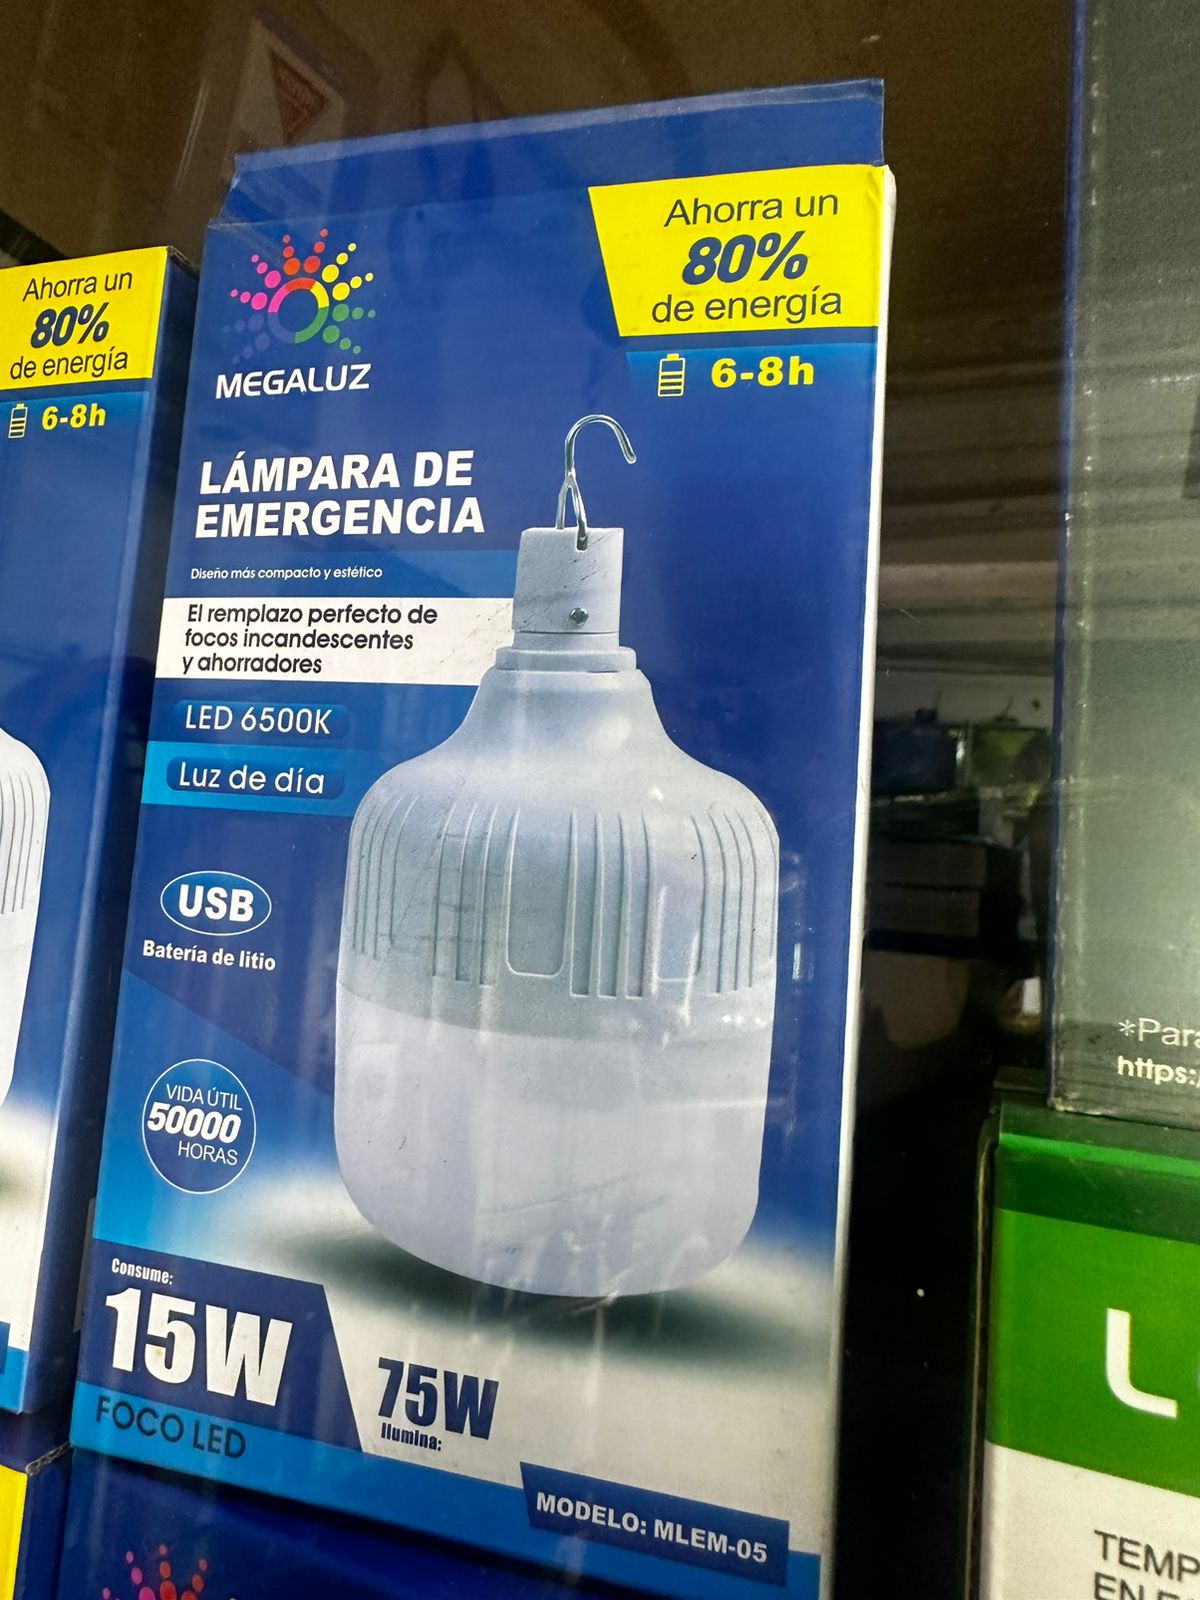 Ahorra un
80%
de energía
6-8h
MEGALUZ
LÁMPARA DE
EMERGENCIA
Diseño más compacto y estético
El remplazo perfecto de
focos incandescentes
y ahorradores
LED 6500K
Luz de día
USB
Batería de litio
VIDA ÚTIL
50000
HORAS
Consume:
15W
FOCO LED
75W
Ilumina:
MODELO: MLEM-05
Ahorra un
80%
de energía
6-8h
https: